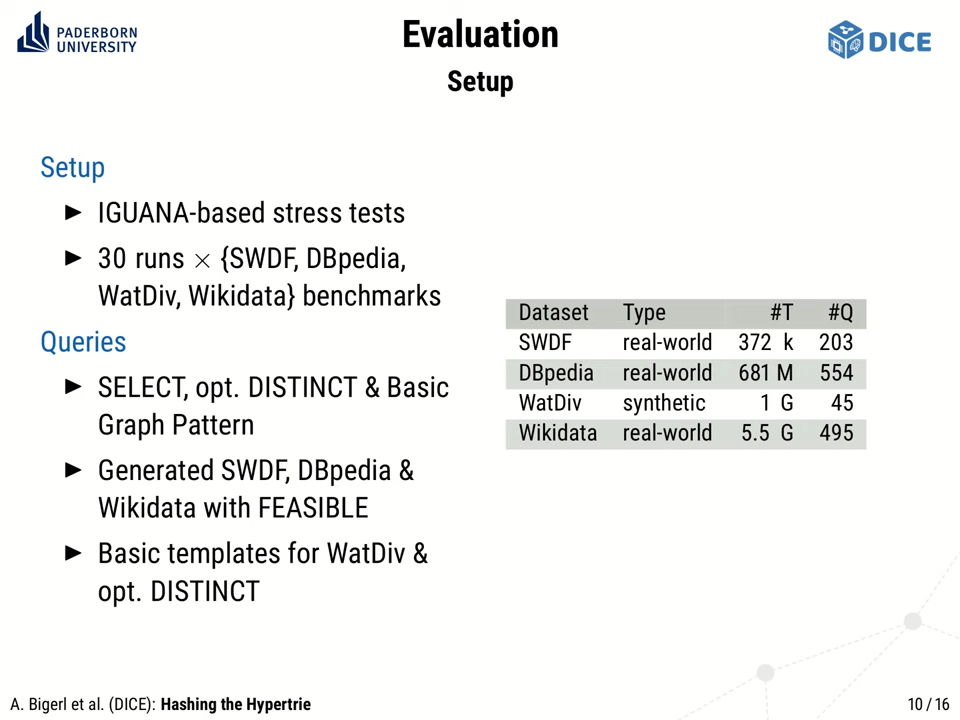 PADERBORN
UNIVERSITY
Evaluation
DICE
Setup
Setup
▶ IGUANA-based stress tests
▶ 30 runs × {SWDF, DBpedia,
WatDiv, Wikidata} benchmarks
Queries
▶ SELECT, opt. DISTINCT & Basic
Graph Pattern
▶ Generated SWDF, DBpedia &
Wikidata with FEASIBLE
▶ Basic templates for WatDiv &
opt. DISTINCT
Dataset Type #T #Q
SWDF real-world 372 k 203
DBpedia real-world 681 M 554
WatDiv synthetic 1 G 45
Wikidata real-world 5.5 G 495
A. Bigerl et al. (DICE): Hashing the Hypertrie
10 / 16